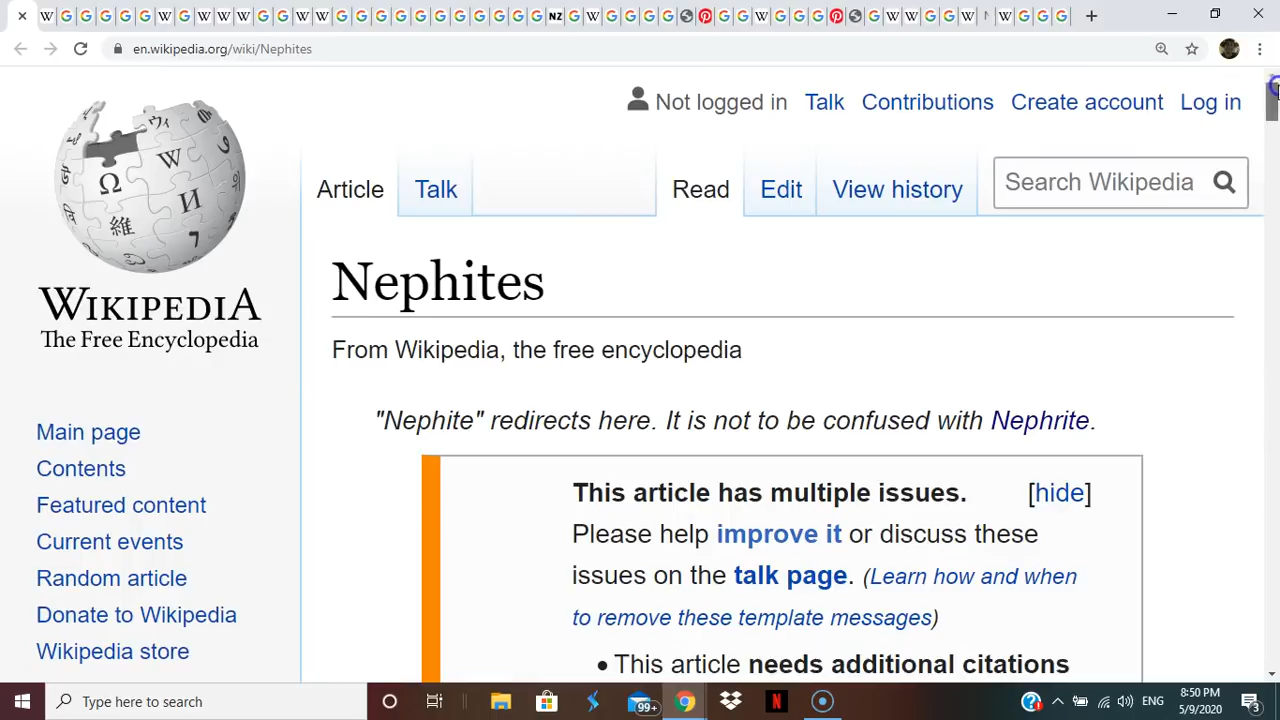 en.wikipedia.org/wiki/Nephites
Not logged in Talk Contributions Create account Log in
Article Talk Read Edit View history Search Wikipedia
WIKIPEDIA
The Free Encyclopedia
Nephites
From Wikipedia, the free encyclopedia
"Nephite" redirects here. It is not to be confused with Nephrite.
Main page
Contents
Featured content
Current events
Random article
Donate to Wikipedia
Wikipedia store
This article has multiple issues. [hide]
Please help improve it or discuss these
issues on the talk page. (Learn how and when
to remove these template messages)
• This article needs additional citations
Type here to search
99+
ENG
8:50 PM
5/9/2020
3